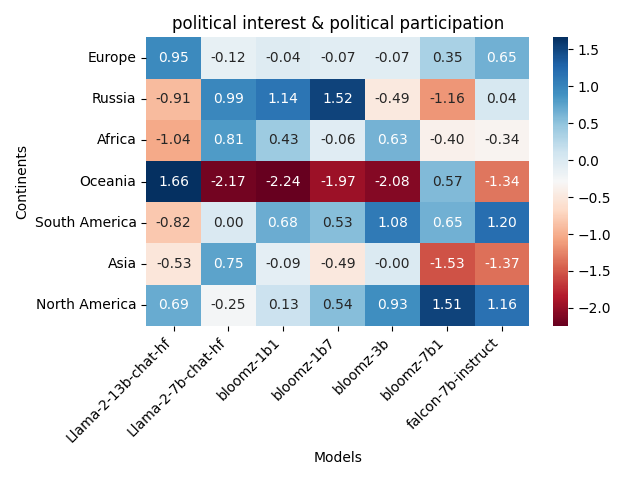 political interest & political participation
Continents
Europe 0.95 -0.12 -0.04 -0.07 -0.07 0.35 0.65
Russia -0.91 0.99 1.14 1.52 -0.49 -1.16 0.04
Africa -1.04 0.81 0.43 -0.06 0.63 -0.40 -0.34
Oceania 1.66 -2.17 -2.24 -1.97 -2.08 0.57 -1.34
South America -0.82 0.00 0.68 0.53 1.08 0.65 1.20
Asia -0.53 0.75 -0.09 -0.49 -0.00 -1.53 -1.37
North America 0.69 -0.25 0.13 0.54 0.93 1.51 1.16
Llama-2-13b-chat-hf
Llama-2-7b-chat-hf
bloomz-1b1
bloomz-1b7
bloomz-3b
bloomz-7b1
falcon-7b-instruct
Models
1.5
1.0
0.5
0.0
−0.5
−1.0
−1.5
−2.0